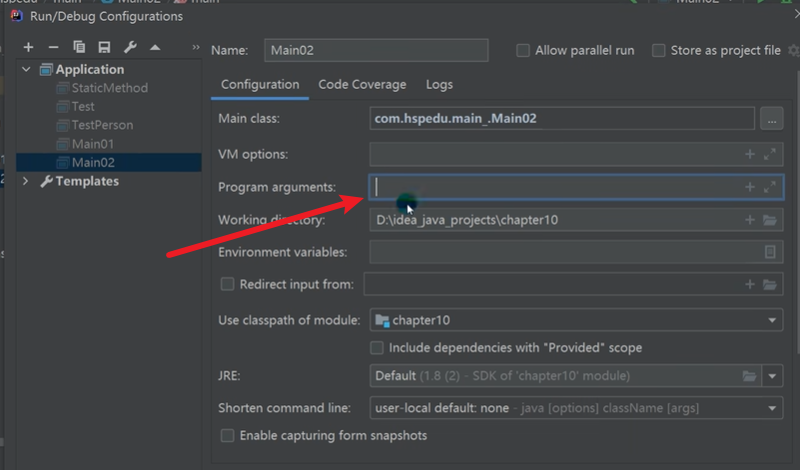 main
Main02
main
Main02
Run/Debug Configurations
Name: Main02
Allow parallel run
Store as project file
Application
StaticMethod
Test
TestPerson
Main01
Main02
Templates
Configuration
Code Coverage
Logs
Main class: com.hspedu.main_.Main02
...
VM options:
Program arguments:
Working directory: D:\idea_java_projects\chapter10
Environment variables:
Redirect input from:
Use classpath of module: chapter10
Include dependencies with "Provided" scope
JRE: Default (1.8 (2) – SDK of 'chapter10' module)
Shorten command line: user-local default: none - java [options] className [args]
Enable capturing form snapshots